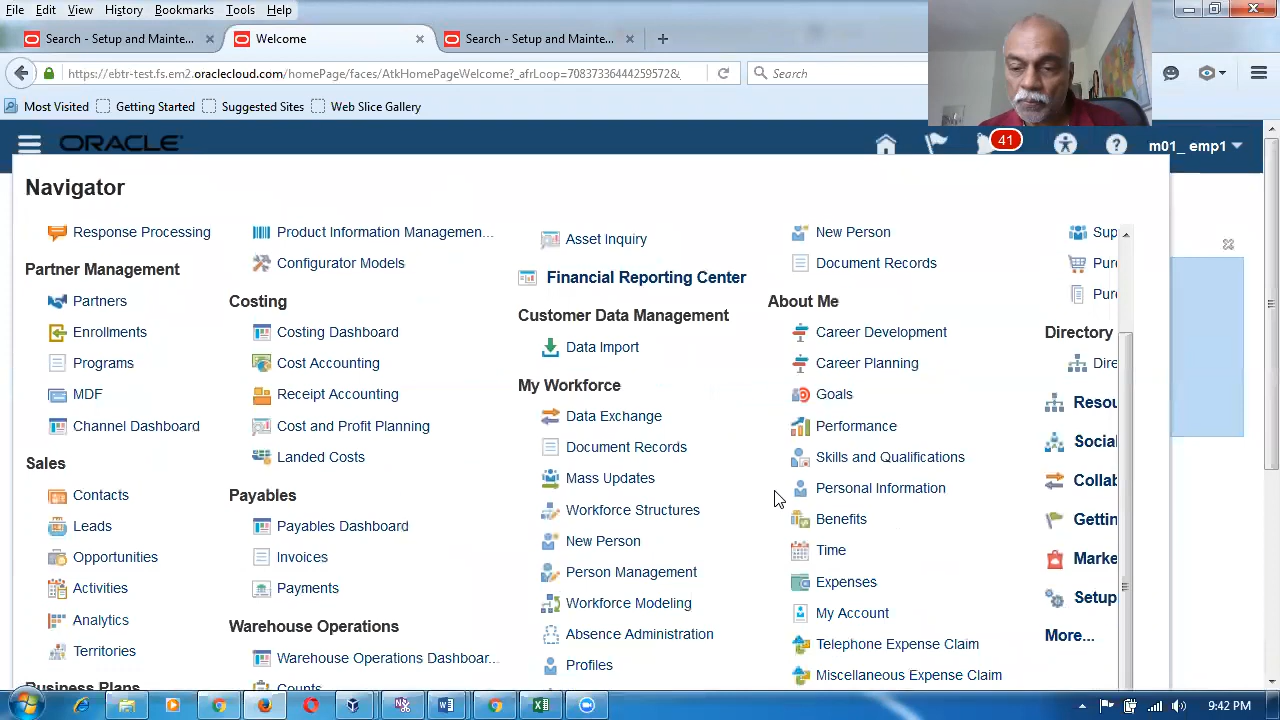 File Edit View History Bookmarks Tools Help
Search - Setup and Mainte... × Welcome × Search - Setup and Mainte... × +
https://ebtr-test.fs.em2.oraclecloud.com/homePage/faces/AtkHomePageWelcome?_afrLoop=708373364442595728
Search
Most Visited Getting Started Suggested Sites Web Slice Gallery
ORACLE 41 m01_ emp1
Navigator
Response Processing
Partner Management
Partners
Enrollments
Programs
MDF
Channel Dashboard
Sales
Contacts
Leads
Opportunities
Activities
Analytics
Territories
Business Plans
Product Information Managemen...
Configurator Models
Costing
Costing Dashboard
Cost Accounting
Receipt Accounting
Cost and Profit Planning
Landed Co
Payables
Payables Dashboard
Invoices
Payments
Warehouse Operations
Warehouse Operations Dashboar...
Counts
Asset Inquiry
Financial Reporting Center
Customer Data Management
Data Import
My Workforce
Data Exchange
Document Records
Mass Updates
Workforce Structures
New Person
Person Management
Workforce Modeling
Absence Administration
Profiles
New Person
Document Records
About Me
Career Development
Career Planning
Goals
Performance
Skills and Qualifications
Personal Information
Benefits
Time
Expenses
My Account
Telephone Expense Claim
Miscellaneous Expense Claim
Sup
Purc
Purc
Directory
Dire
Resou
Social
Collab
Gettin
Marke
Setup
More...
9:42 PM